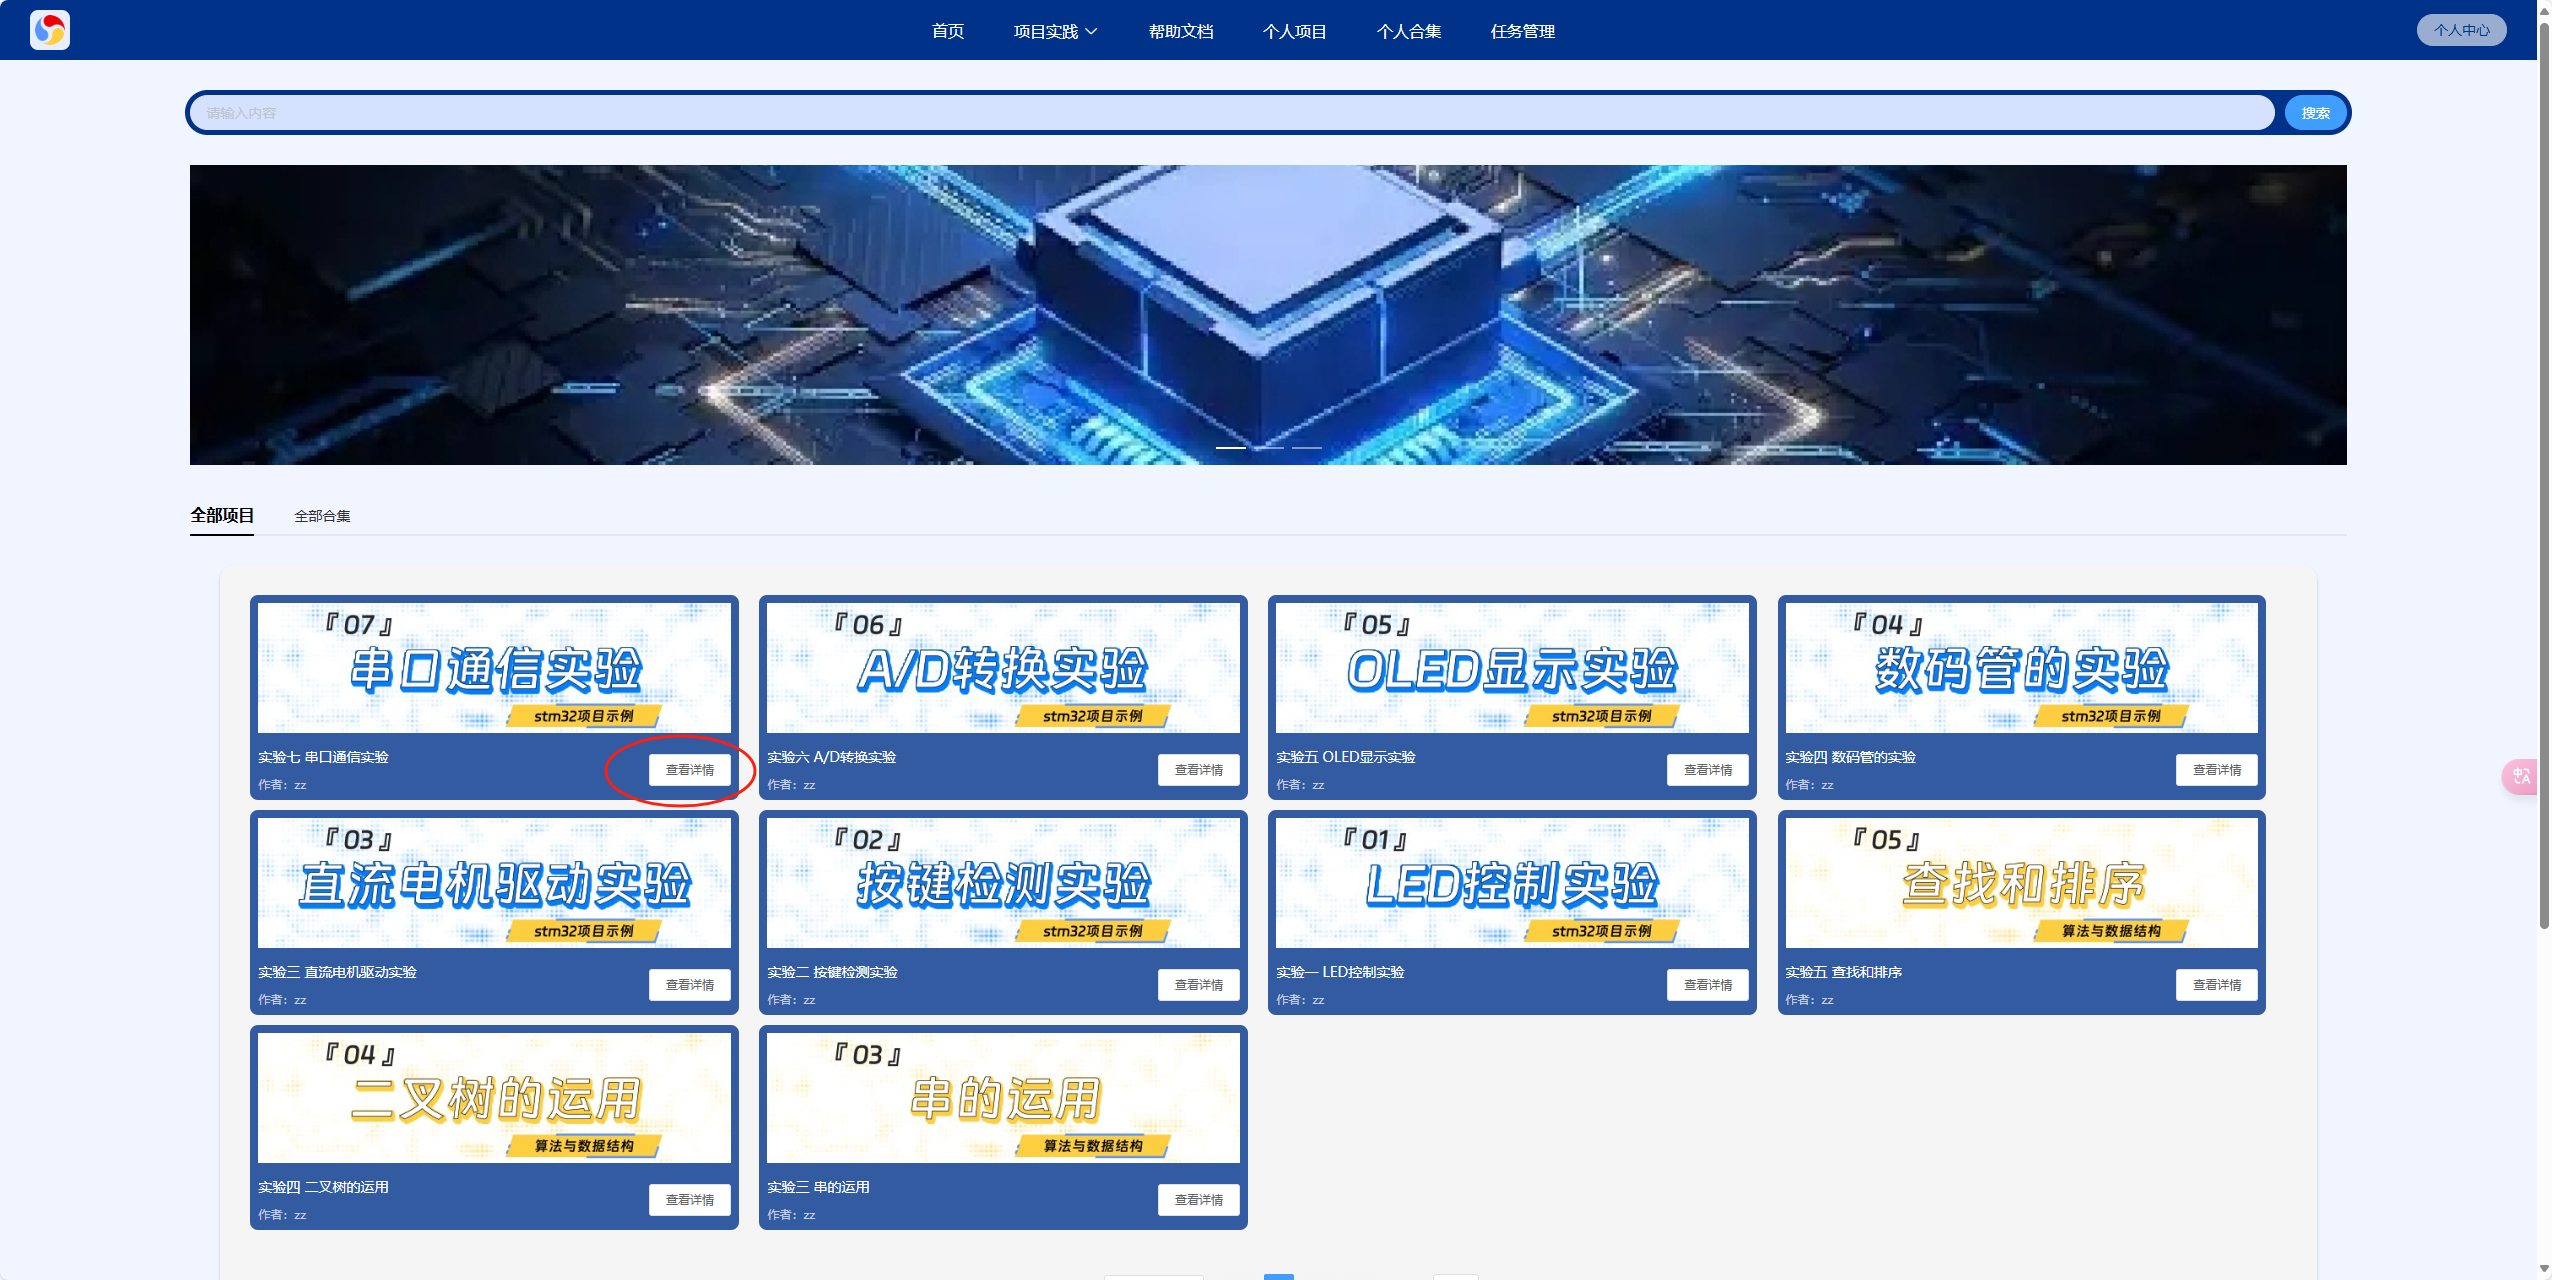 首页 项目实践 帮助文档 个人项目 个人合集 任务管理 个人中心
请输入内容 搜索
全部项目 全部合集
『07』
串口通信实验
stm32项目示例
实验七 串口通信实验
作者：zz
查看详情
『06』
A/D转换实验
stm32项目示例
实验六 A/D转换实验
作者：zz
查看详情
『05』
OLED显示实验
stm32项目示例
实验五 OLED显示实验
作者：zz
查看详情
『04』
数码管的实验
stm32项目示例
实验四 数码管的实验
作者：zz
查看详情
『03』
直流电机驱动实验
stm32项目示例
实验三 直流电机驱动实验
作者：zz
查看详情
『02』
按键检测实验
stm32项目示例
实验二 按键检测实验
作者：zz
查看详情
『01』
LED控制实验
stm32项目示例
实验一 LED控制实验
作者：zz
查看详情
『05』
查找和排序
算法与数据结构
实验五 查找和排序
作者：zz
查看详情
『04』
二叉树的运用
算法与数据结构
实验四 二叉树的运用
作者：zz
查看详情
『03』
串的运用
算法与数据结构
实验三 串的运用
作者：zz
查看详情
中A